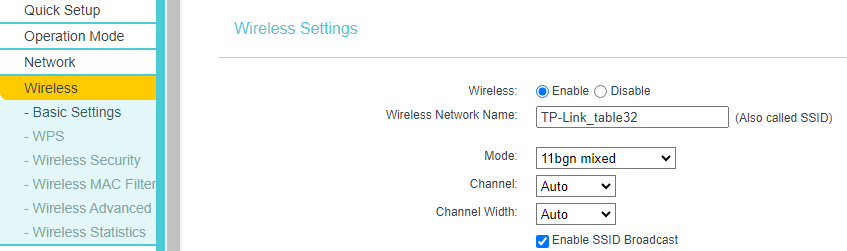 Quick Setup
Operation Mode
Network
Wireless
- Basic Settings
- WPS
- Wireless Security
- Wireless MAC Filter
- Wireless Advanced
- Wireless Statistics
Wireless Settings
Wireless: Enable Disable
Wireless Network Name: TP-Link_table32 (Also called SSID)
Mode: 11bgn mixed
Channel: Auto
Channel Width: Auto
Enable SSID Broadcast